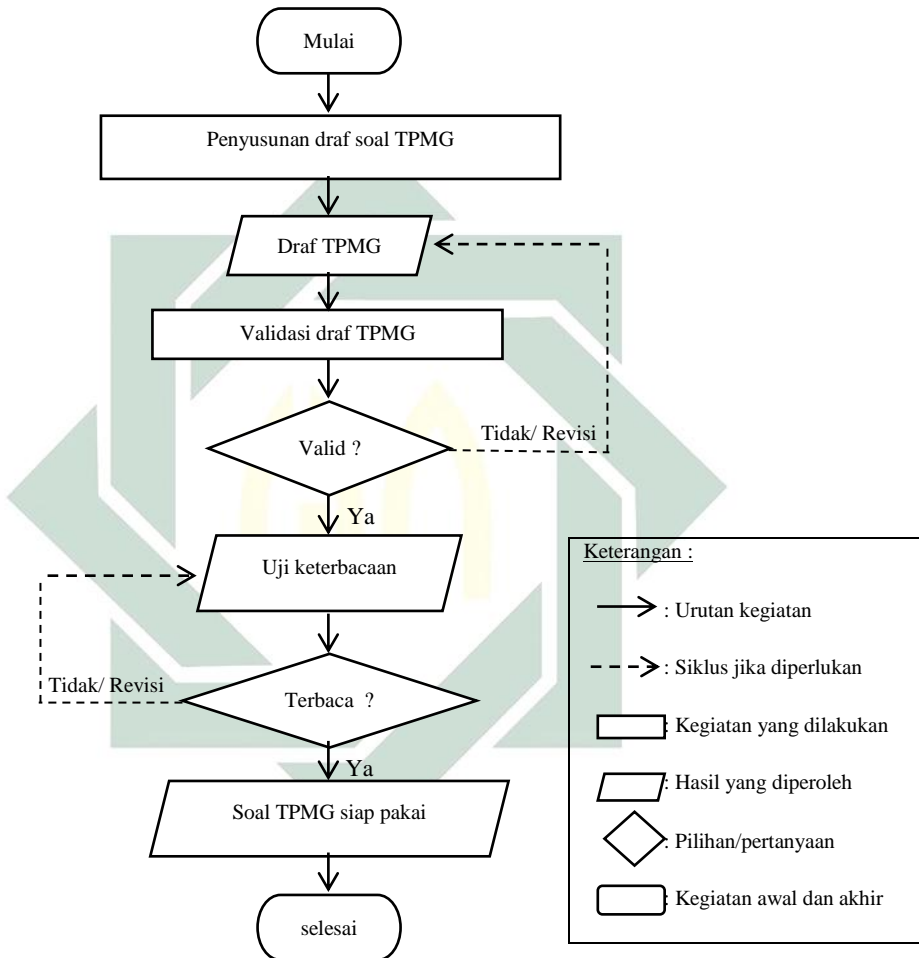 Mulai
Penyusunan draf soal TPMG
Draf TPMG
Validasi draf TPMG
Valid ?
Tidak/ Revisi
Ya
Uji keterbacaan
Terbaca ?
Tidak/ Revisi
Ya
Soal TPMG siap pakai
selesai
Keterangan :
: Urutan kegiatan
: Siklus jika diperlukan
: Kegiatan yang dilakukan
: Hasil yang diperoleh
: Pilihan/pertanyaan
: Kegiatan awal dan akhir